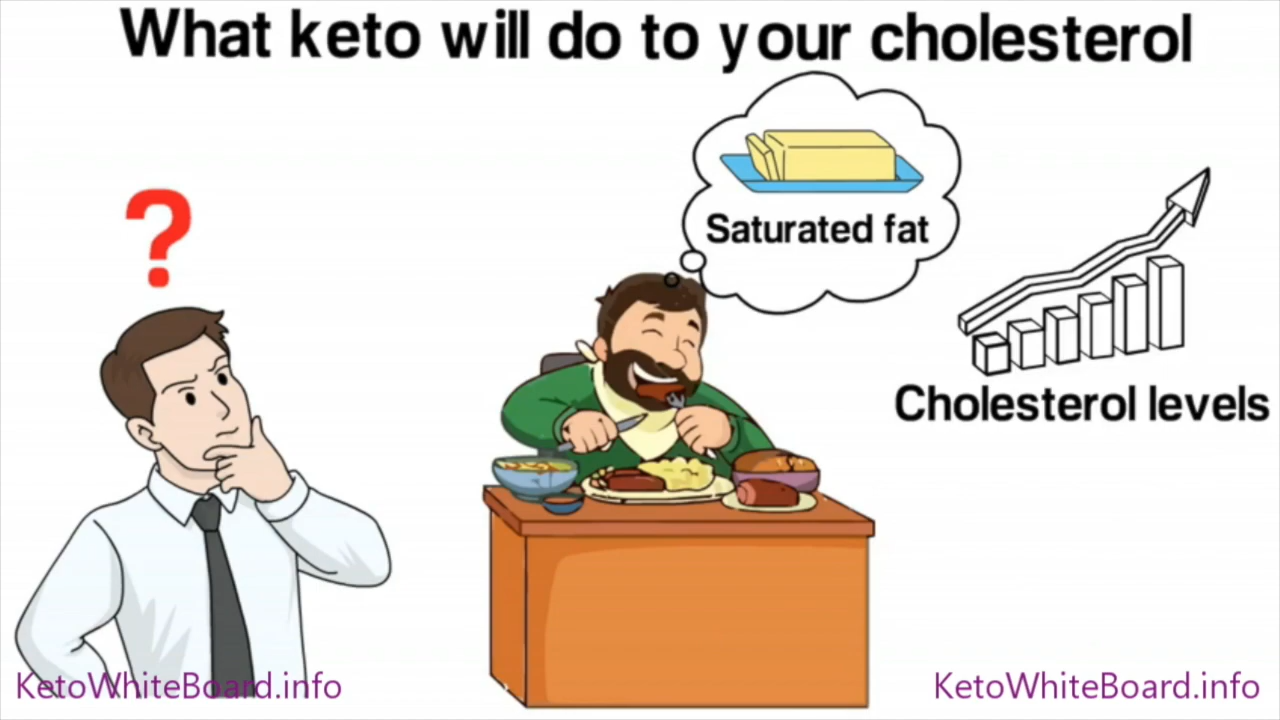 What keto will do to your cholesterol
?
Saturated fat
Cholesterol levels
KetoWhiteBoard.info
KetoWhiteBoard.info